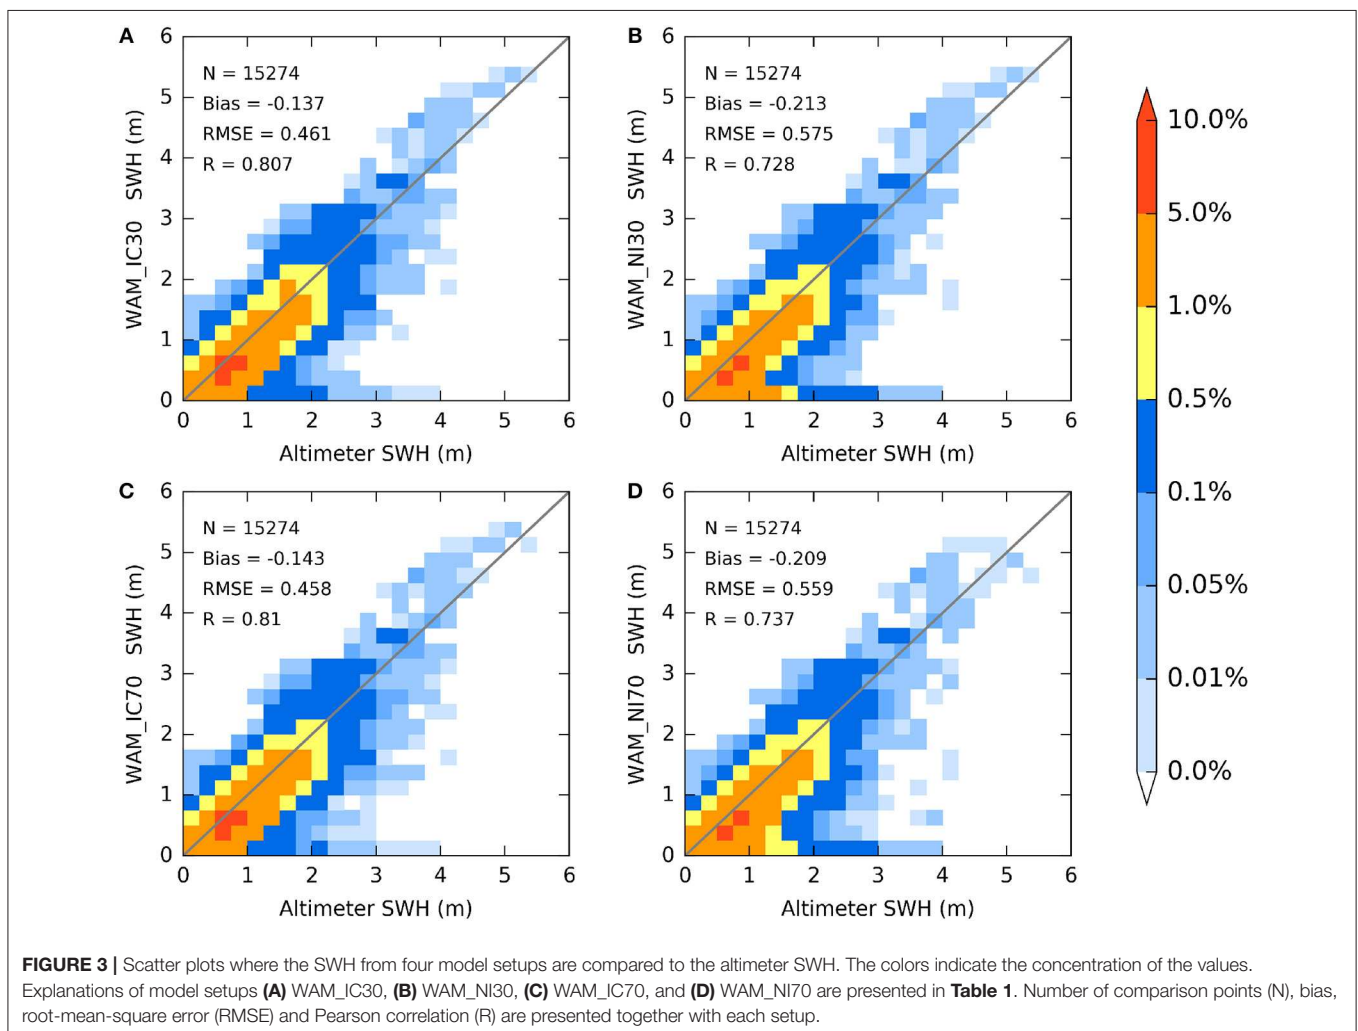 A
6
5
4
3
2
1
0
WAM_IC30 SWH (m)
N = 15274
Bias = -0.137
RMSE = 0.461
R = 0.807
0 1 2 3 4 5 6
Altimeter SWH (m)
B
6
5
4
3
2
1
0
WAM_NI30 SWH (m)
N = 15274
Bias = -0.213
RMSE = 0.575
R = 0.728
0 1 2 3 4 5 6
Altimeter SWH (m)
C
6
5
4
3
2
1
0
WAM_IC70 SWH (m)
N = 15274
Bias = -0.143
RMSE = 0.458
R = 0.81
0 1 2 3 4 5 6
Altimeter SWH (m)
D
6
5
4
3
2
1
0
WAM_NI70 SWH (m)
N = 15274
Bias = -0.209
RMSE = 0.559
R = 0.737
0 1 2 3 4 5 6
Altimeter SWH (m)
10.0%
5.0%
1.0%
0.5%
0.1%
0.05%
0.01%
0.0%
FIGURE 3 | Scatter plots where the SWH from four model setups are compared to the altimeter SWH. The colors indicate the concentration of the values.
Explanations of model setups (A) WAM_IC30, (B) WAM_NI30, (C) WAM_IC70, and (D) WAM_NI70 are presented in Table 1. Number of comparison points (N), bias,
root-mean-square error (RMSE) and Pearson correlation (R) are presented together with each setup.